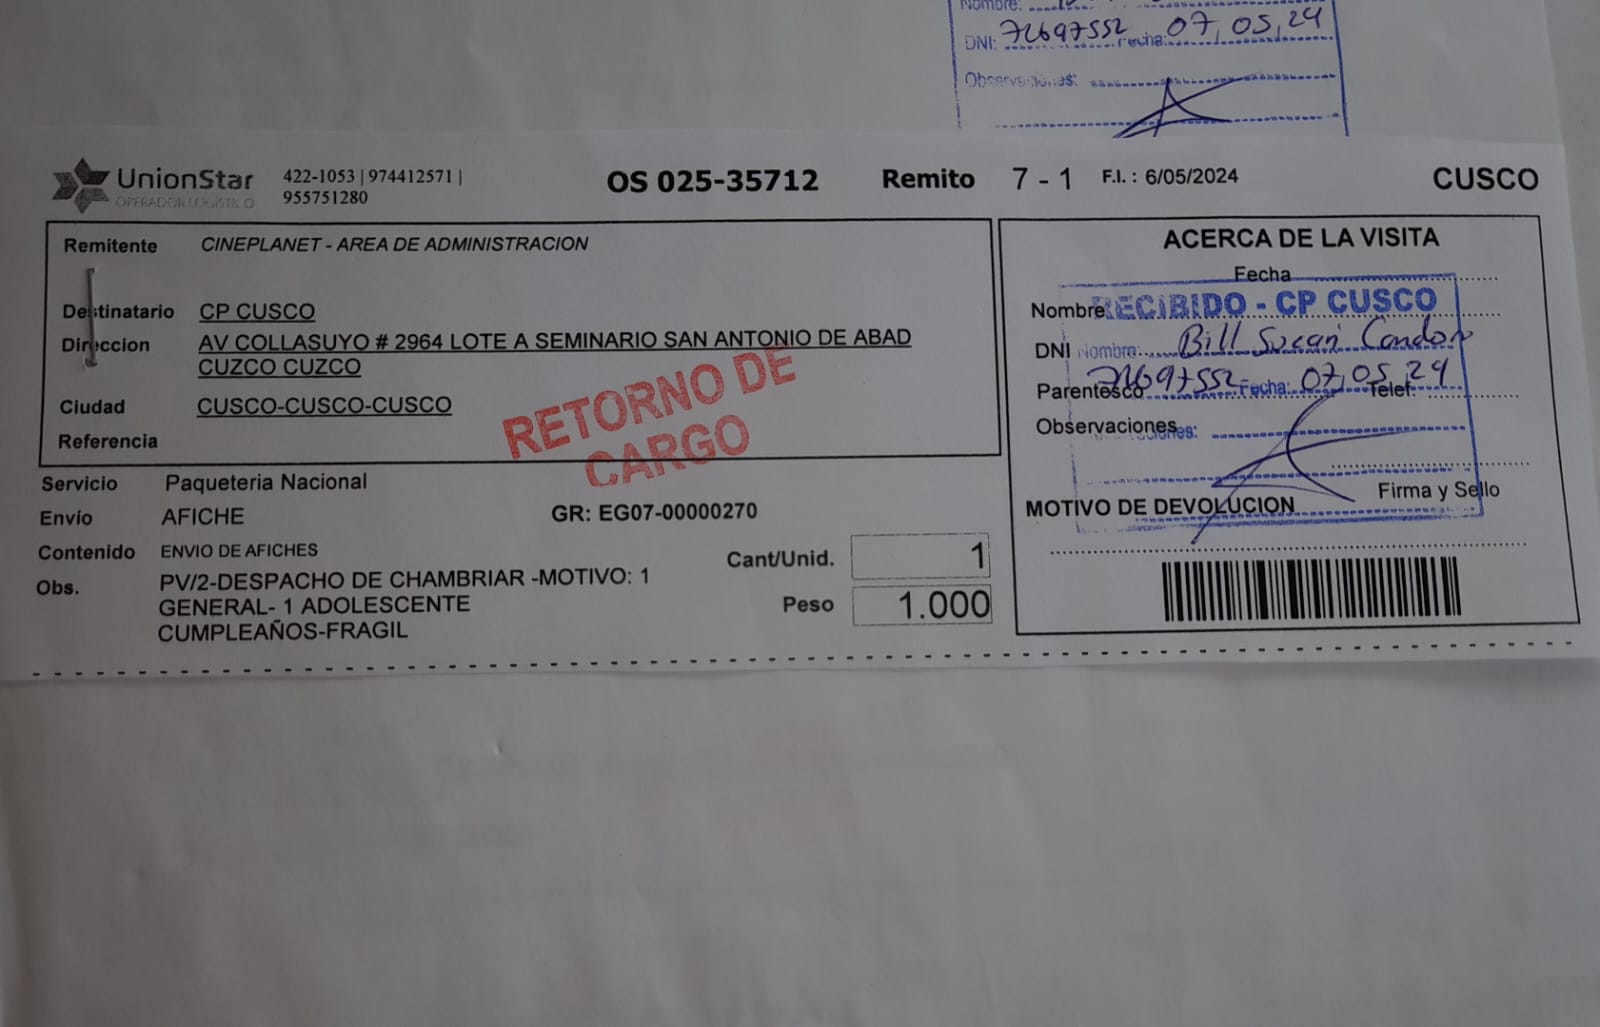 Nombre:
DNI: 71697552 Fecha: 07,05,24
Observaciones:
UnionStar
OPERADOR LOGISTICO
422-1053 | 974412571 |
955751280
OS 025-35712
Remito 7 - 1
F.I. : 6/05/2024
CUSCO
Remitente CINEPLANET - AREA DE ADMINISTRACION
Destinatario CP CUSCO
Direccion AV COLLASUYO # 2964 LOTE A SEMINARIO SAN ANTONIO DE ABAD
CUZCO CUZCO
Ciudad CUSCO-CUSCO-CUSCO
Referencia
RETORNO DE
CARGO
Servicio Paqueteria Nacional
Envío AFICHE
GR: EG07-00000270
Contenido ENVIO DE AFICHES
Obs. PV/2-DESPACHO DE CHAMBRIAR -MOTIVO: 1
GENERAL- 1 ADOLESCENTE
CUMPLEAÑOS-FRAGIL
Cant/Unid. 1
Peso 1.000
ACERCA DE LA VISITA
Fecha
Nombre
RECIBIDO - CP CUSCO
DNI
Nombre: Bill Sucari Condori
Parentesco
71697552 Fecha: 07,05,24
Telef.
Observaciones
Firma y Sello
MOTIVO DE DEVOLUCION